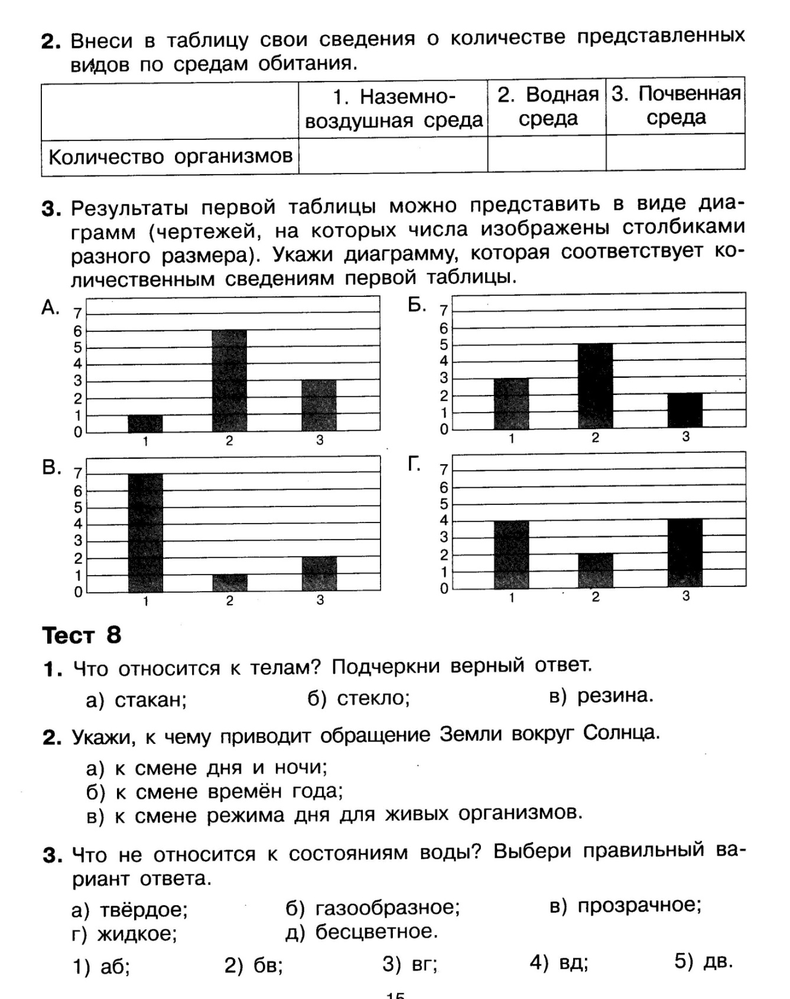 2. Внеси в таблицу свои сведения о количестве представленных
видов по средам обитания.
1. Наземно-
воздушная среда
2. Водная
среда
3. Почвенная
среда
Количество организмов
3. Результаты первой таблицы можно представить в виде диа-
грамм (чертежей, на которых числа изображены столбиками
разного размера). Укажи диаграмму, которая соответствует ко-
личественным сведениям первой таблицы.
А.
7
6
5
4
3
2
1
0
1 2 3
Б.
7
6
5
4
3
2
1
0
1 2 3
В.
7
6
5
4
3
2
1
0
1 2 3
Г.
7
6
5
4
3
2
1
0
1 2 3
Тест 8
1. Что относится к телам? Подчеркни верный ответ.
а) стакан; б) стекло; в) резина.
2. Укажи, к чему приводит обращение Земли вокруг Солнца.
а) к смене дня и ночи;
б) к смене времён года;
в) к смене режима дня для живых организмов.
3. Что не относится к состояниям воды? Выбери правильный ва-
риант ответа.
а) твёрдое; б) газообразное; в) прозрачное;
г) жидкое; д) бесцветное.
1) аб; 2) бв; 3) вг; 4) вд; 5) дв.
15